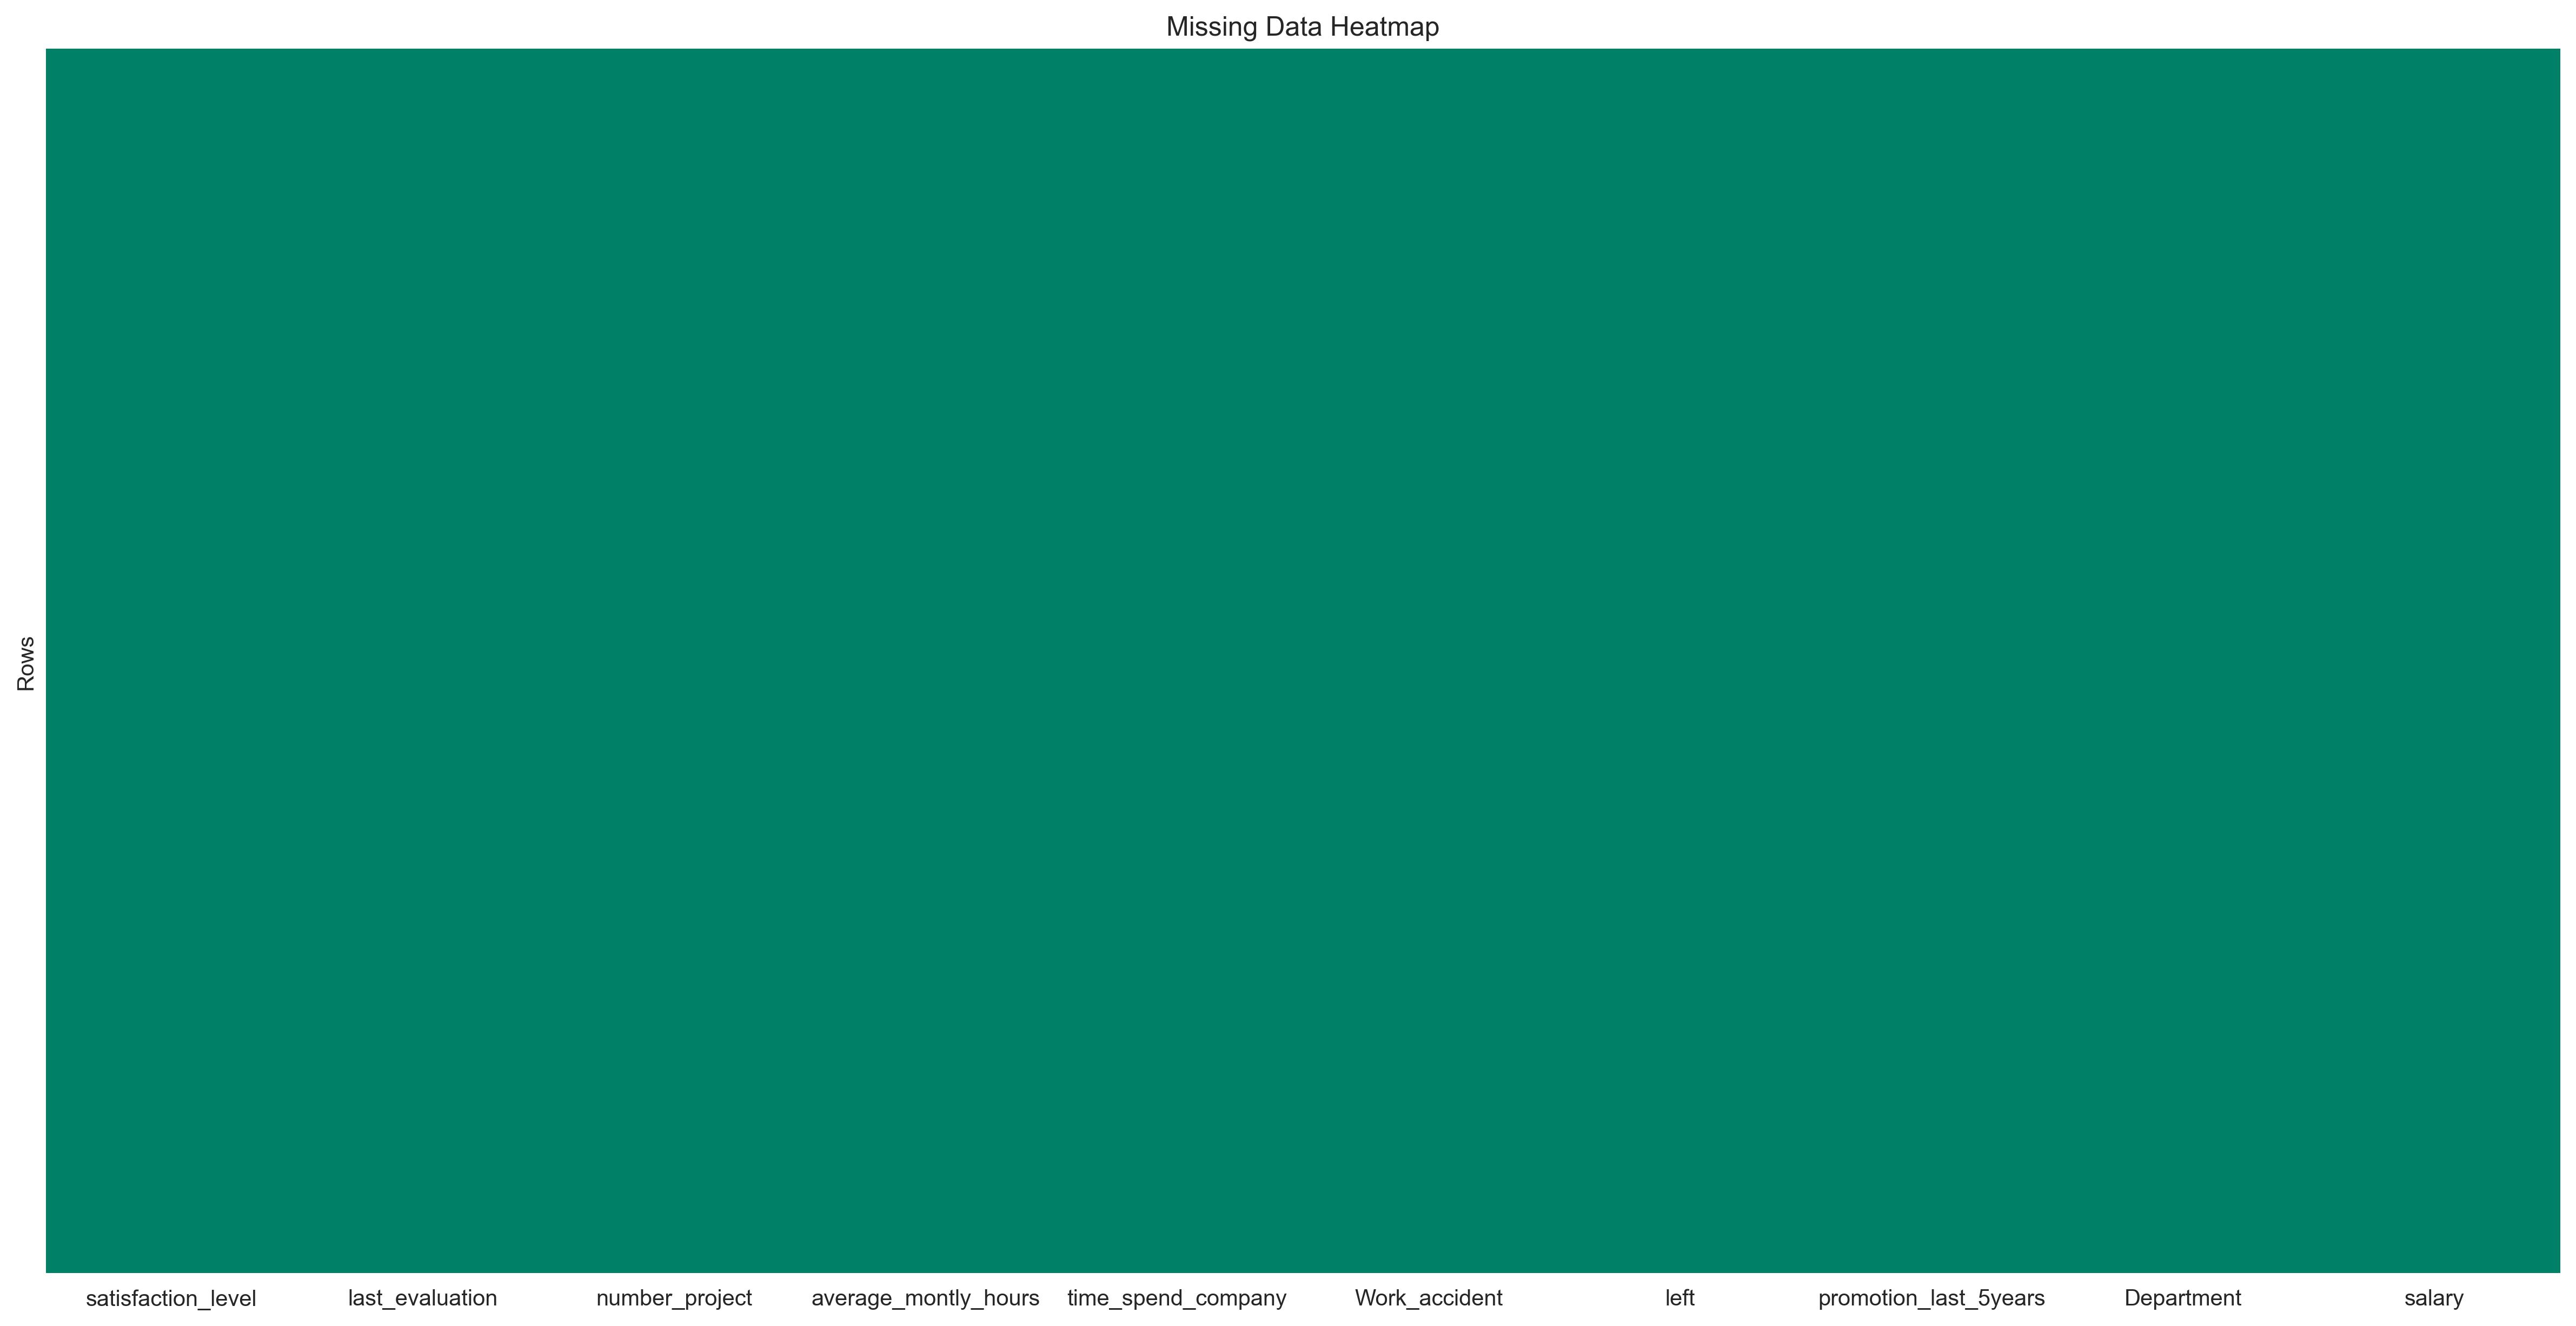 Missing Data Heatmap
Rows
satisfaction_level last_evaluation number_project average_montly_hours time_spend_company Work_accident left promotion_last_5years Department salary